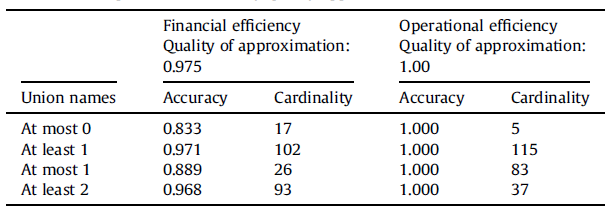 Financial efficiency Operational efficiency
Quality of approximation: Quality of approximation:
0.975 1.00
Union names Accuracy Cardinality Accuracy Cardinality
At most 0 0.833 17 1.000 5
At least 1 0.971 102 1.000 115
At most 1 0.889 26 1.000 83
At least 2 0.968 93 1.000 37